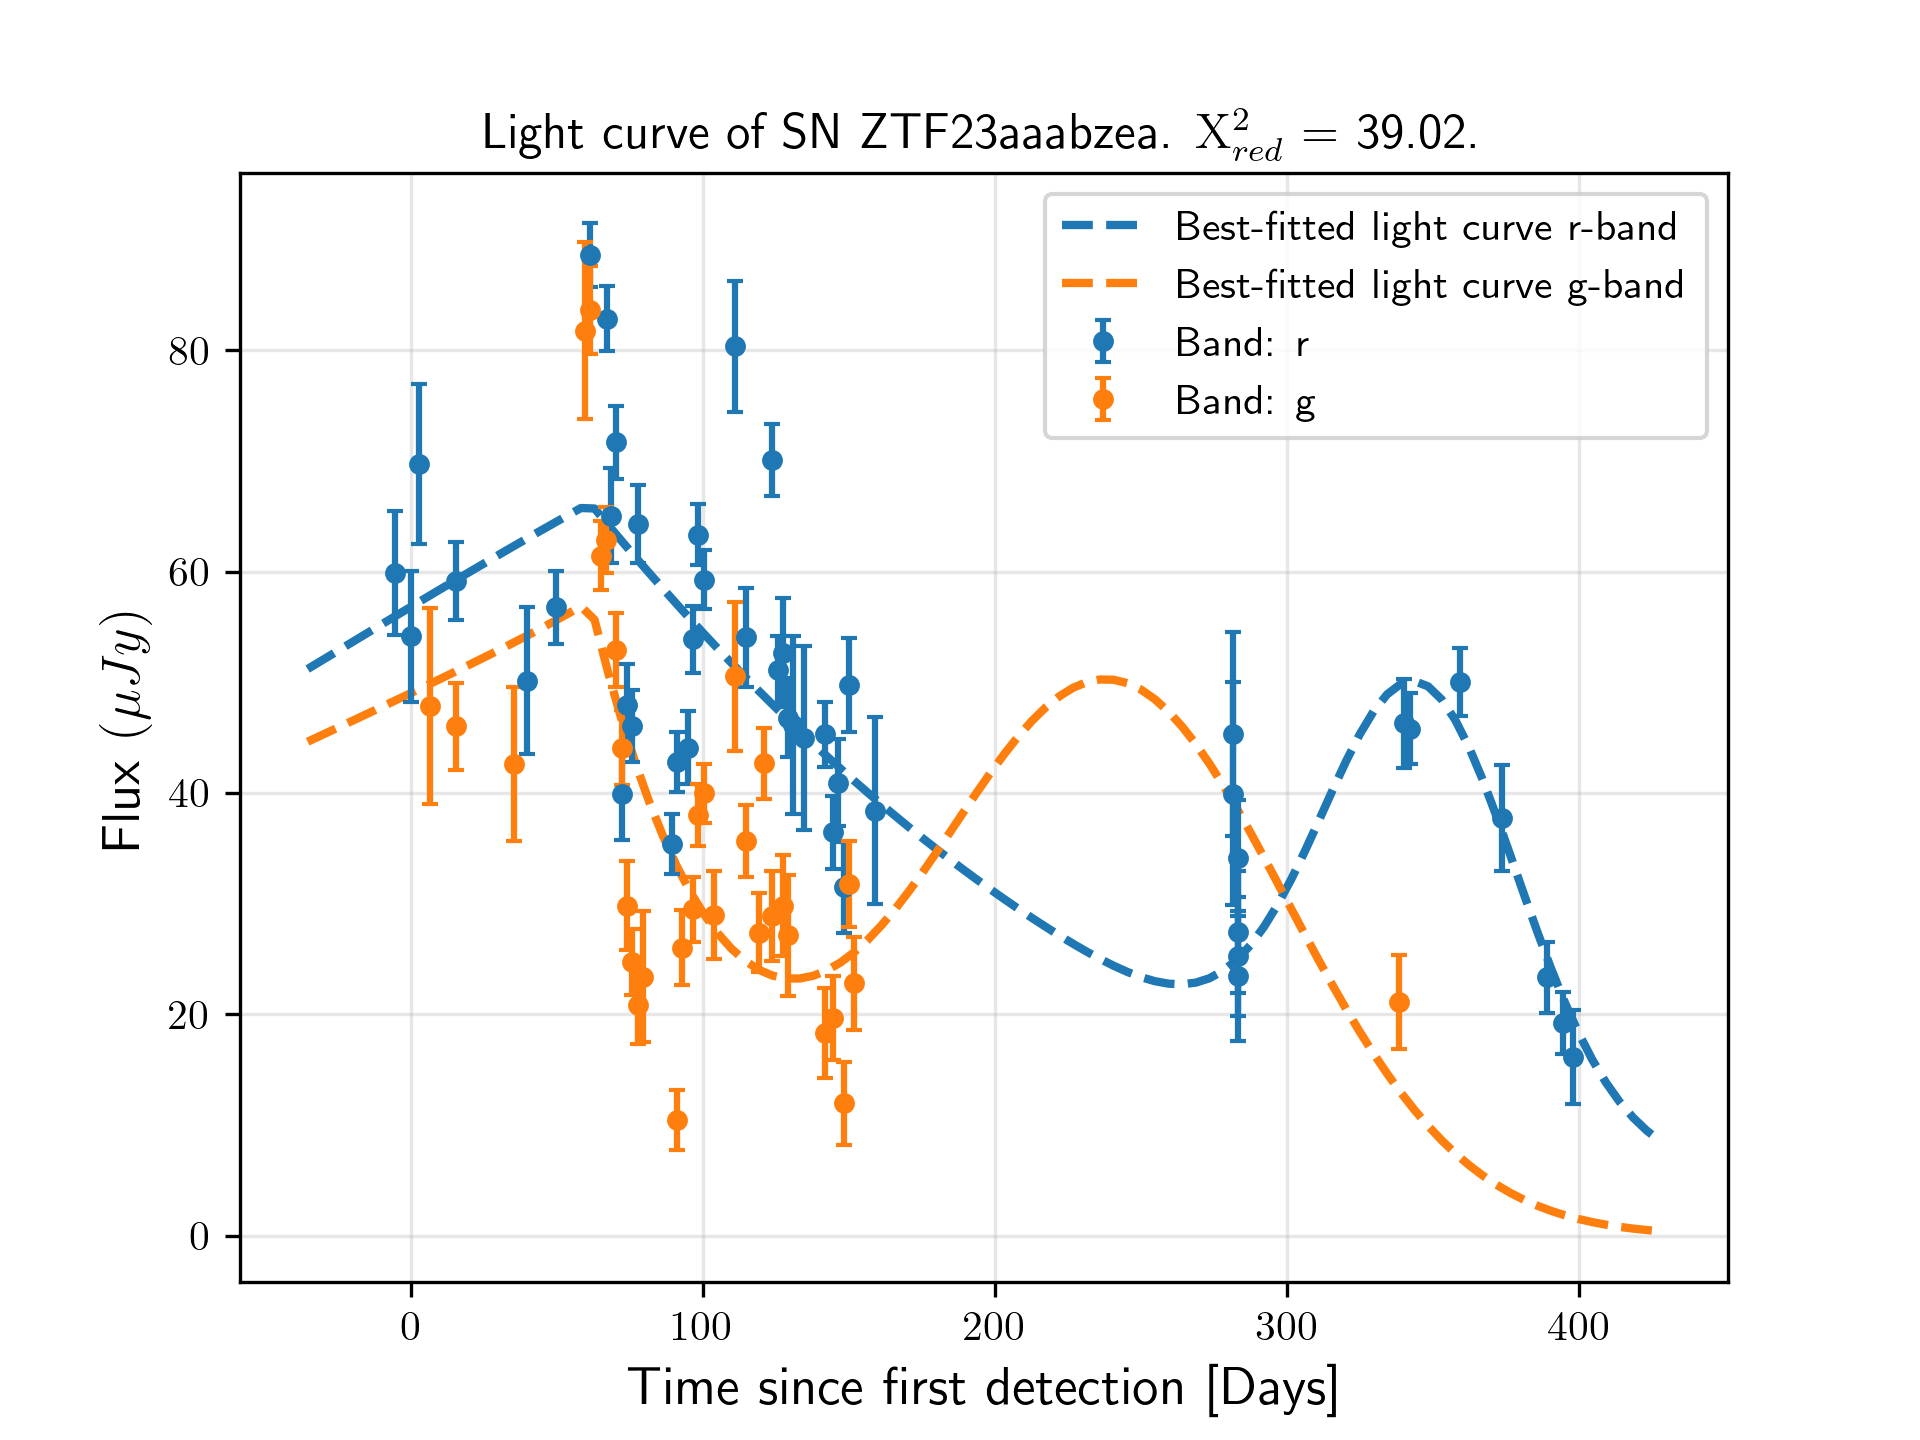 Light curve of SN ZTF23aaabzea. X²_red = 39.02.
Best-fitted light curve r-band
Best-fitted light curve g-band
Band: r
Band: g
Flux (μJy)
80
60
40
20
0
0 100 200 300 400
Time since first detection [Days]